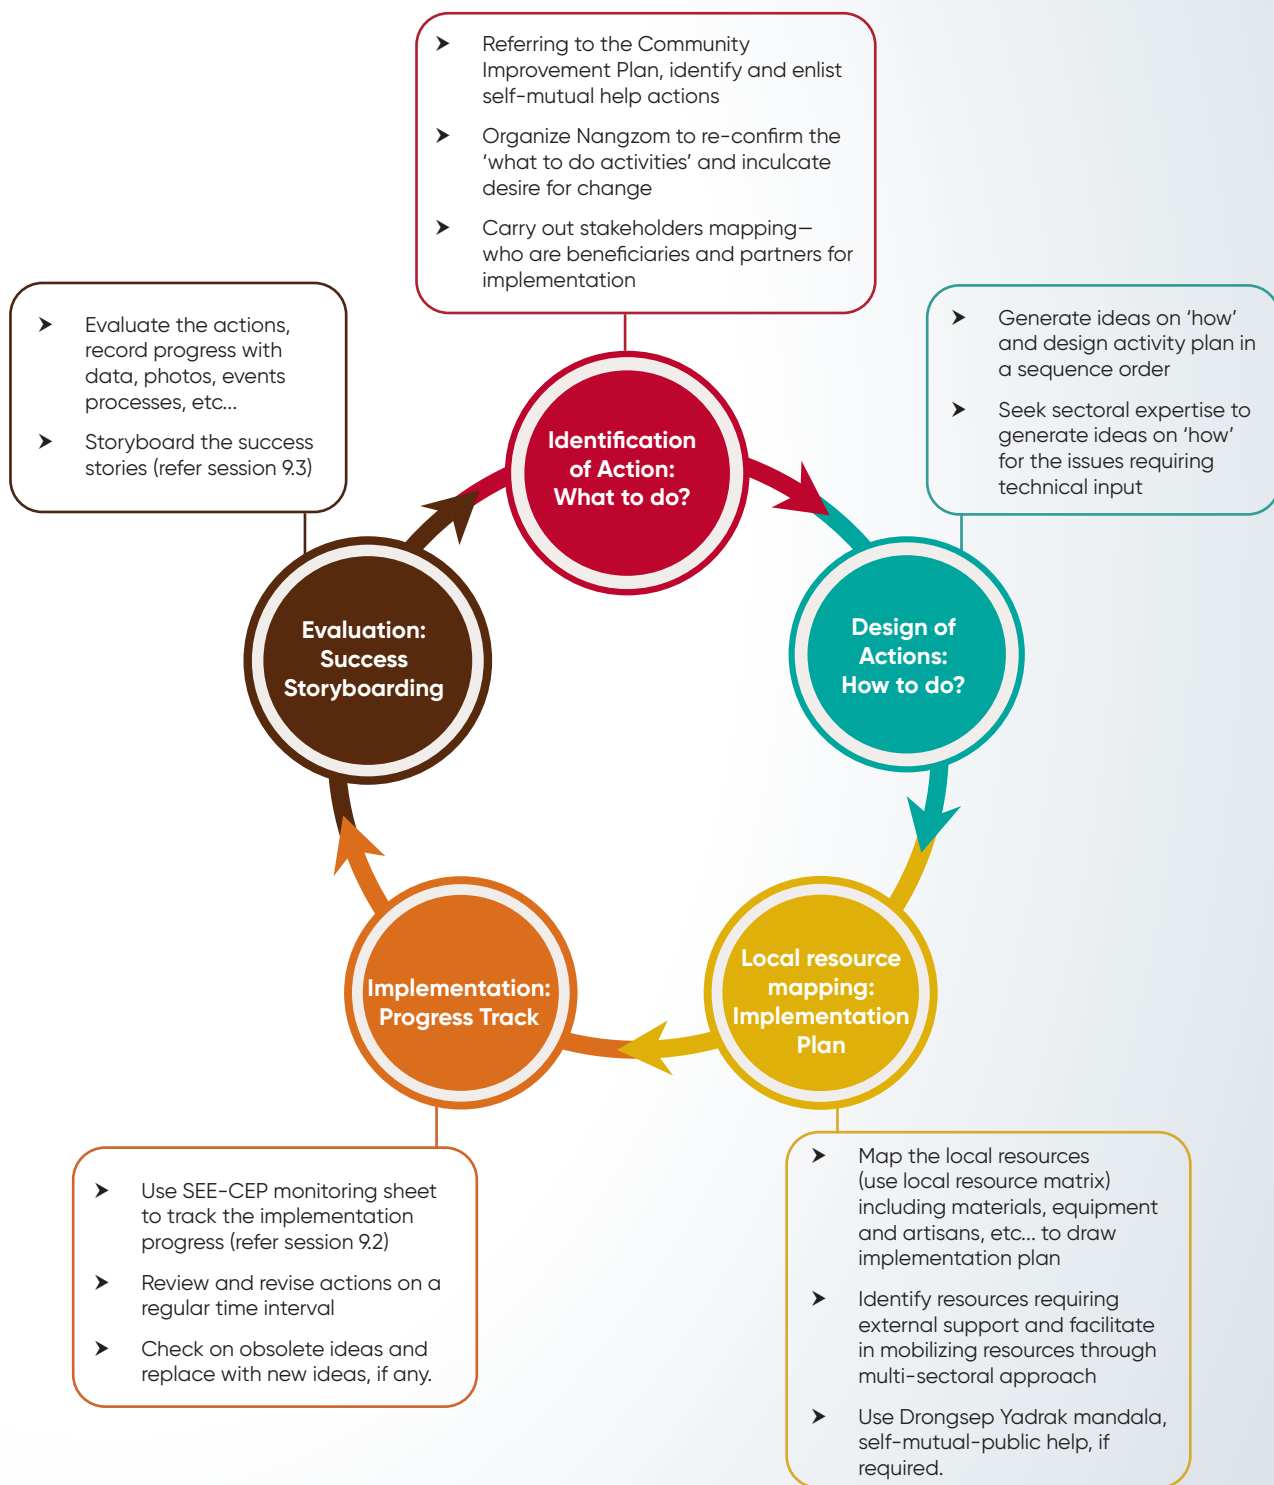 ➤ Referring to the Community
Improvement Plan, identify and enlist
self-mutual help actions
➤ Organize Nangzom to re-confirm the
‘what to do activities’ and inculcate
desire for change
➤ Carry out stakeholders mapping—
who are beneficiaries and partners for
implementation
Identification
of Action:
What to do?
➤ Generate ideas on ‘how’
and design activity plan in
a sequence order
➤ Seek sectoral expertise to
generate ideas on ‘how’
for the issues requiring
technical input
Design of
Actions:
How to do?
Local resource
mapping:
Implementation
Plan
➤ Map the local resources
(use local resource matrix)
including materials, equipment
and artisans, etc... to draw
implementation plan
➤ Identify resources requiring
external support and facilitate
in mobilizing resources through
multi-sectoral approach
➤ Use Drongsep Yadrak mandala,
self-mutual-public help, if
required.
Implementation:
Progress Track
➤ Use SEE-CEP monitoring sheet
to track the implementation
progress (refer session 9.2)
➤ Review and revise actions on a
regular time interval
➤ Check on obsolete ideas and
replace with new ideas, if any.
➤ Evaluate the actions,
record progress with
data, photos, events
processes, etc...
➤ Storyboard the success
stories (refer session 9.3)
Evaluation:
Success
Storyboarding